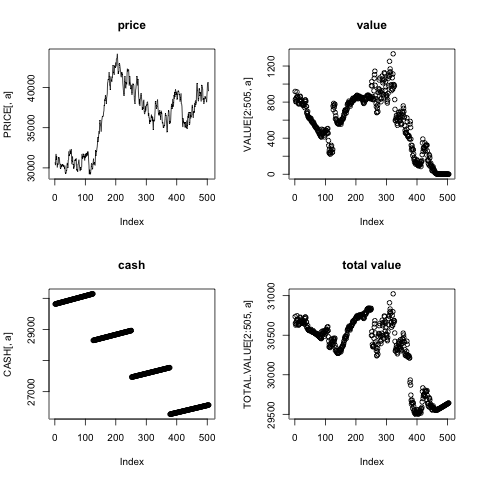 price
PRICE[, a]
30000 35000 40000
0 100 200 300 400 500
Index
value
VALUE[2:505, a]
0 400 800 1200
0 100 200 300 400 500
Index
cash
CASH[, a]
27000 29000
0 100 200 300 400 500
Index
total value
TOTAL.VALUE[2:505, a]
29500 30000 30500 31000
0 100 200 300 400 500
Index